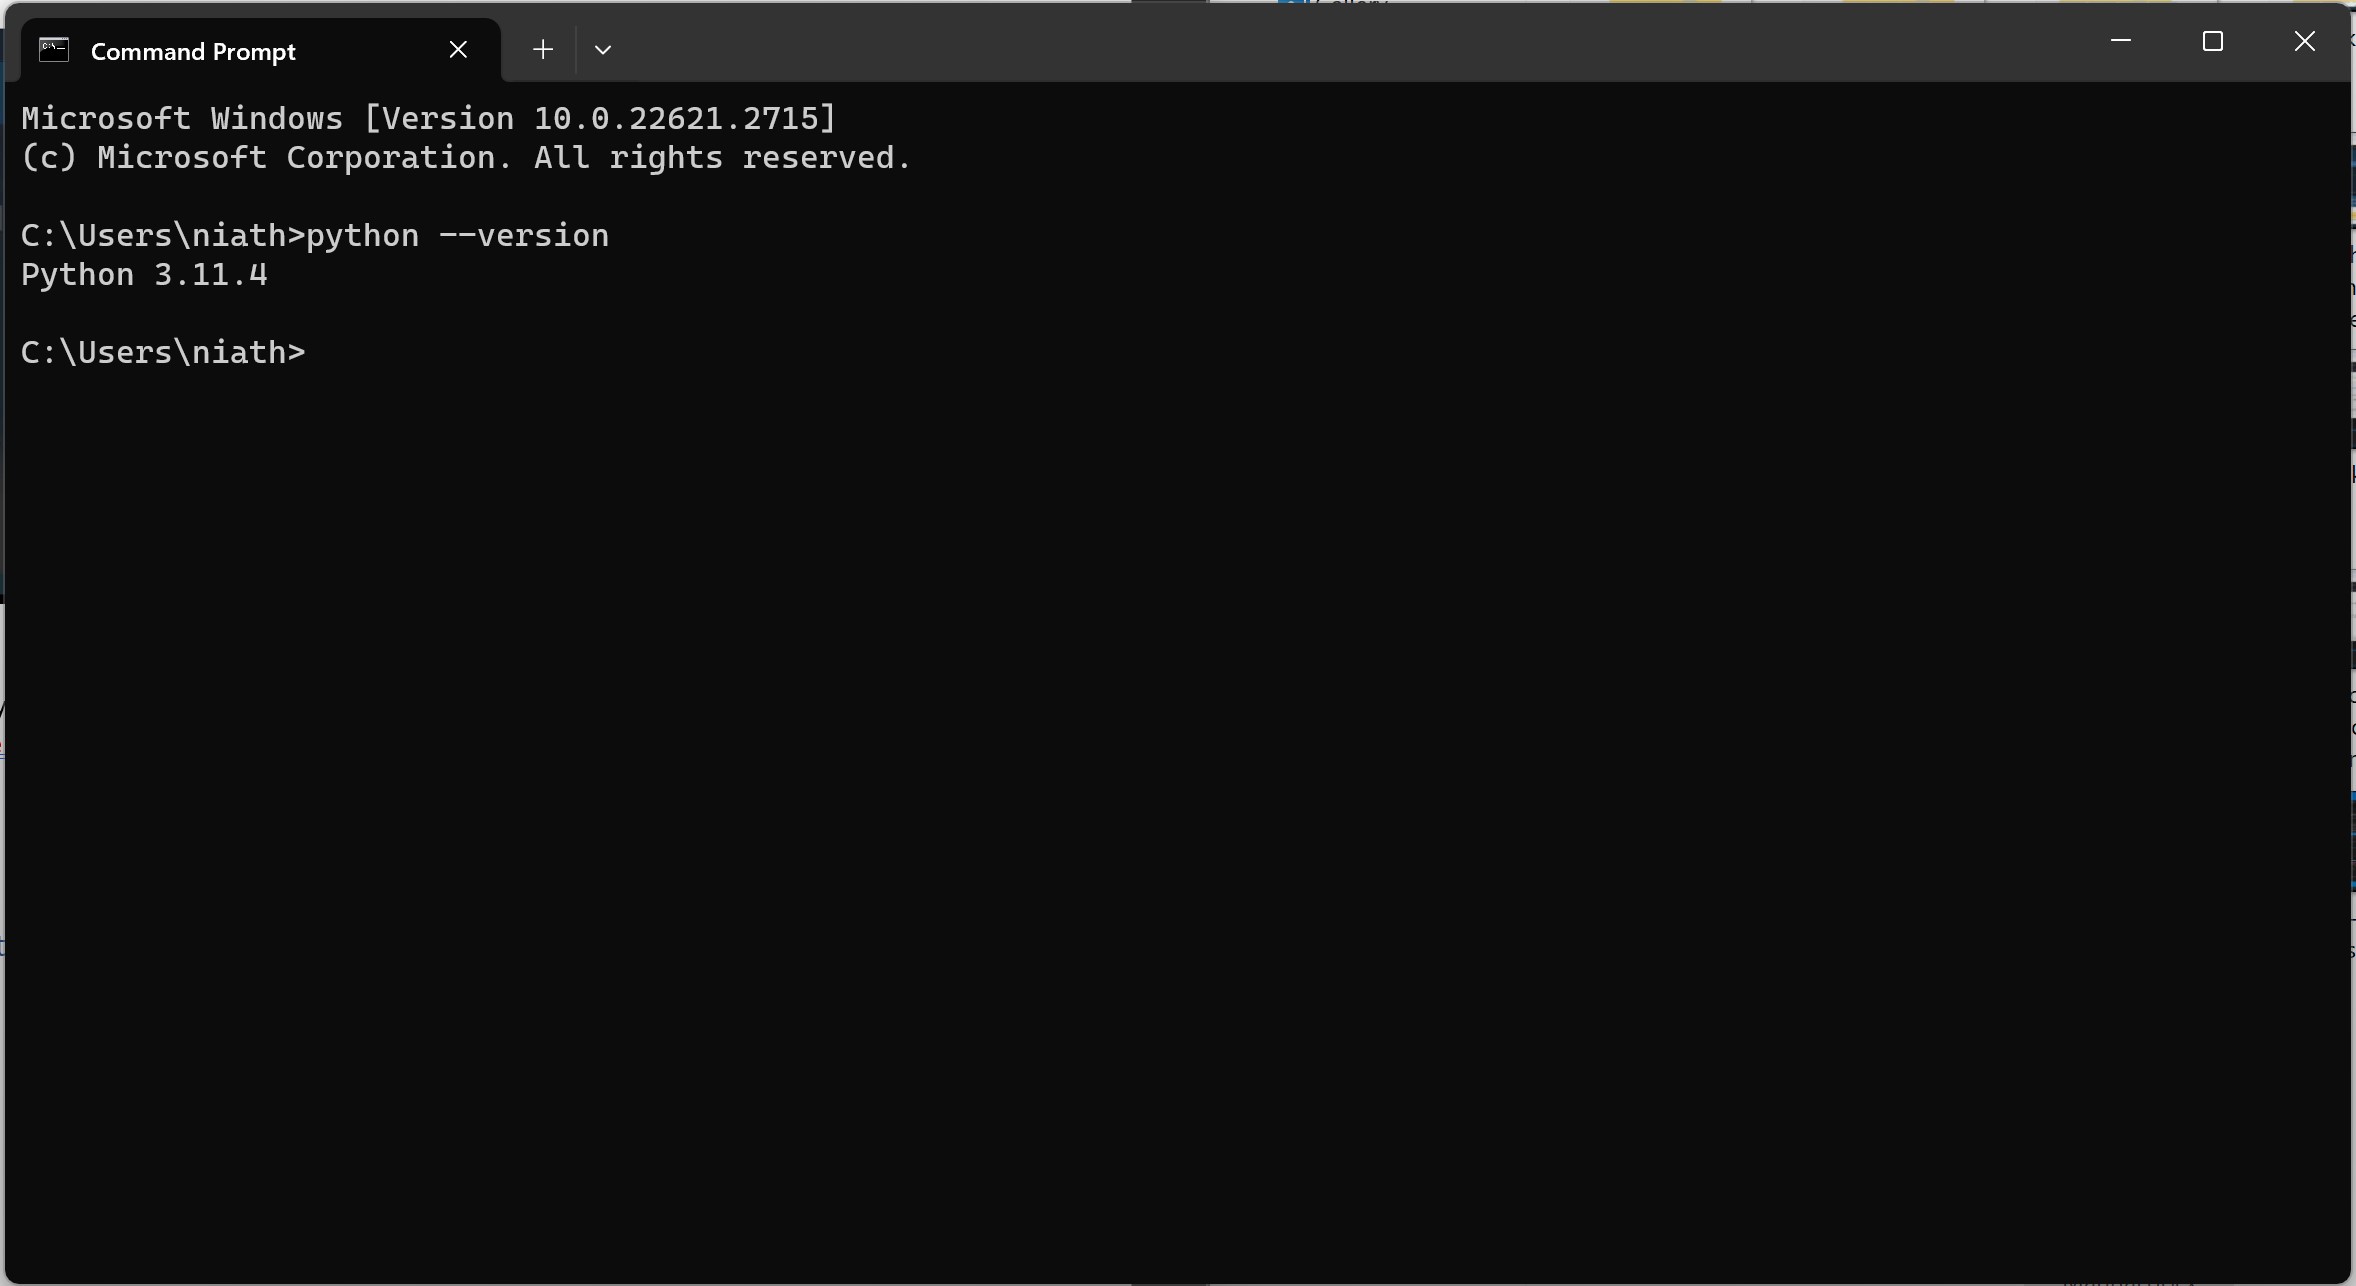 Command Prompt
Microsoft Windows [Version 10.0.22621.2715]
(c) Microsoft Corporation. All rights reserved.
C:\Users\niath>python --version
Python 3.11.4
C:\Users\niath>